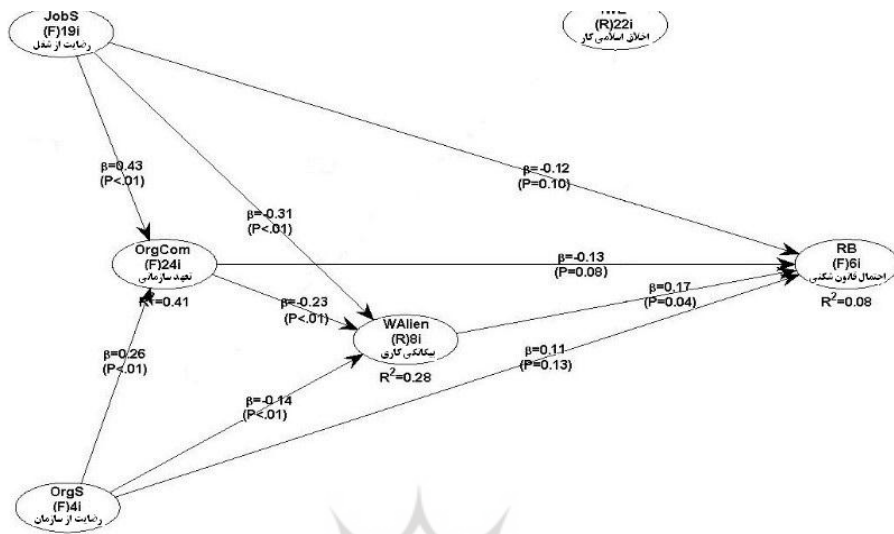 JobS
(F)19i
رضایت از شغل
(R)22i
اخلاق اسلامی کار
β=0.43
(P<.01)
β=-0.31
(P<.01)
β=-0.12
(P=0.10)
OrgCom
(F)24i
تعهد سازمانی
R²=0.41
β=-0.13
(P=0.08)
RB
(F)6i
احتمال قانون شکنی
R²=0.08
β=-0.23
(P<.01)
β=0.17
(P=0.04)
WAlien
(R)8i
بیگانگی کاری
R²=0.28
β=0.26
(P<.01)
β=0.11
(P=0.13)
β=-0.14
(P<.01)
OrgS
(F)4i
رضایت از سازمان